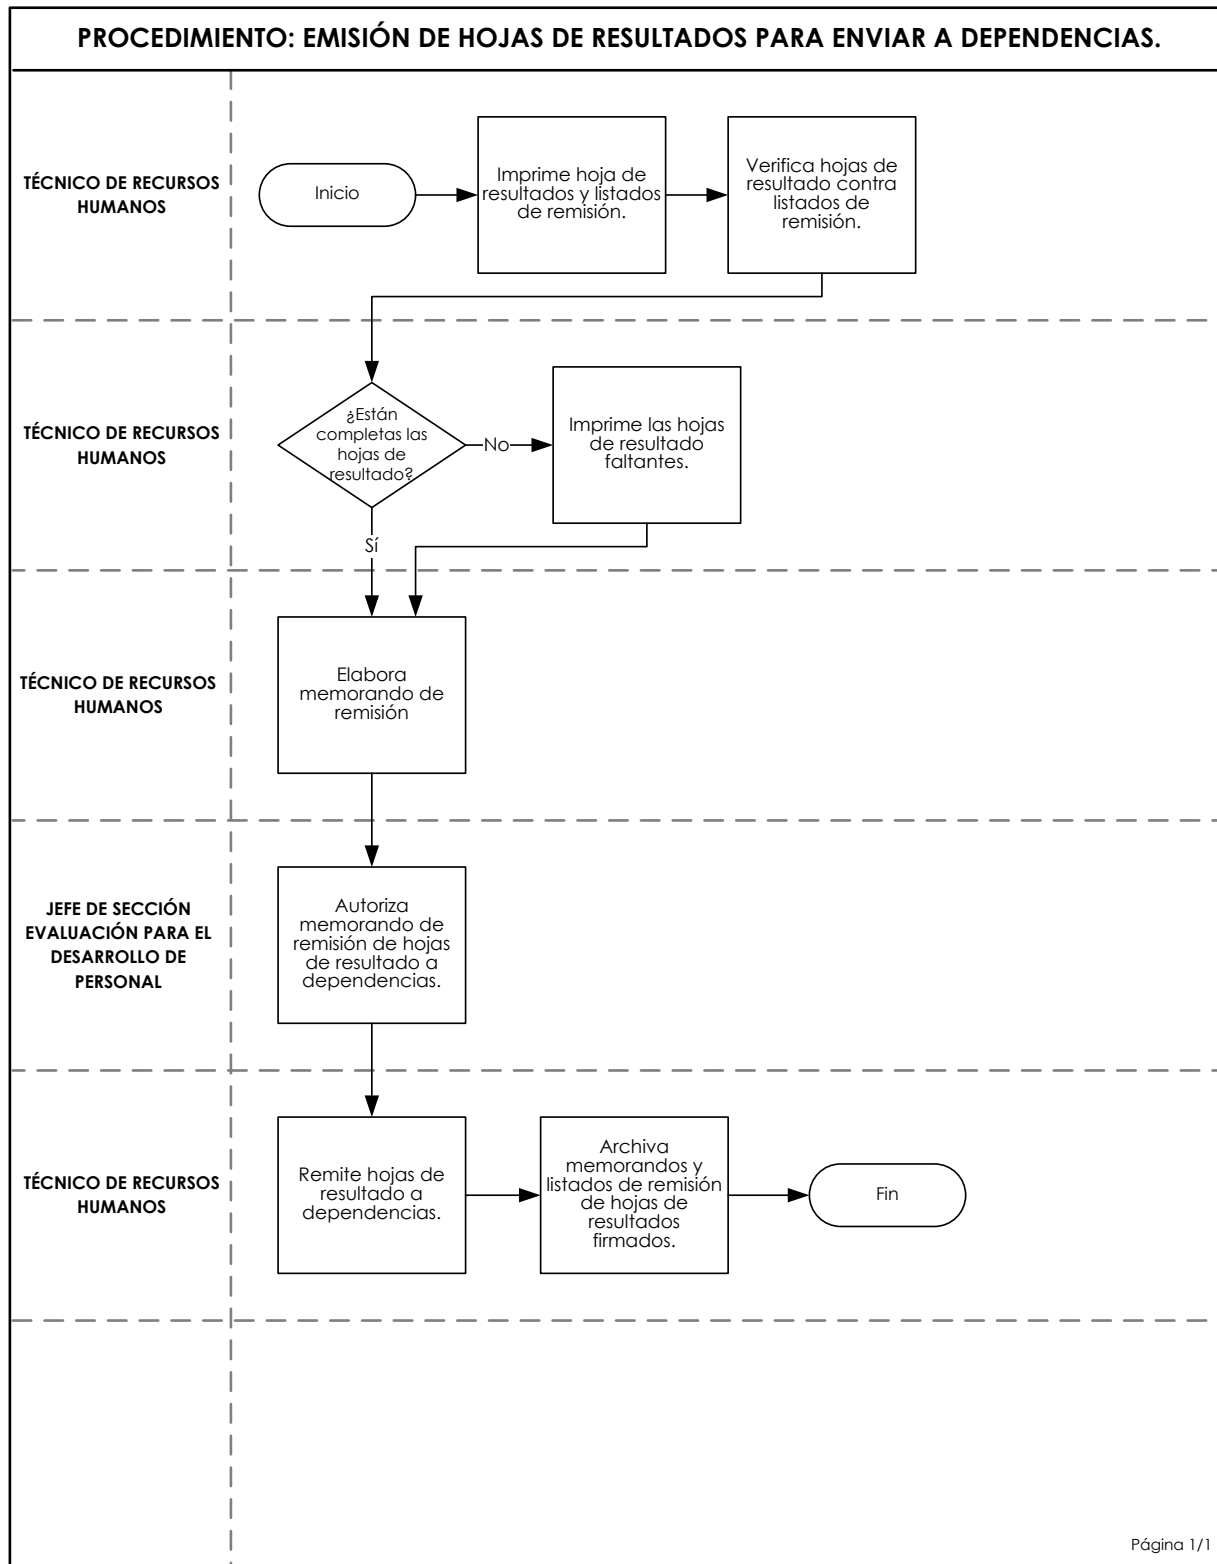 PROCEDIMIENTO: EMISIÓN DE HOJAS DE RESULTADOS PARA ENVIAR A DEPENDENCIAS.
TÉCNICO DE RECURSOS
HUMANOS
Inicio
Imprime hoja de
resultados y listados
de remisión.
Verifica hojas de
resultado contra
listados de
remisión.
TÉCNICO DE RECURSOS
HUMANOS
¿Están
completas las
hojas de
resultado?
No
Imprime las hojas
de resultado
faltantes.
Sí
TÉCNICO DE RECURSOS
HUMANOS
Elabora
memorando de
remisión
JEFE DE SECCIÓN
EVALUACIÓN PARA EL
DESARROLLO DE
PERSONAL
Autoriza
memorando de
remisión de hojas
de resultado a
dependencias.
TÉCNICO DE RECURSOS
HUMANOS
Remite hojas de
resultado a
dependencias.
Archiva
memorandos y
listados de remisión
de hojas de
resultados
firmados.
Fin
Página 1/1